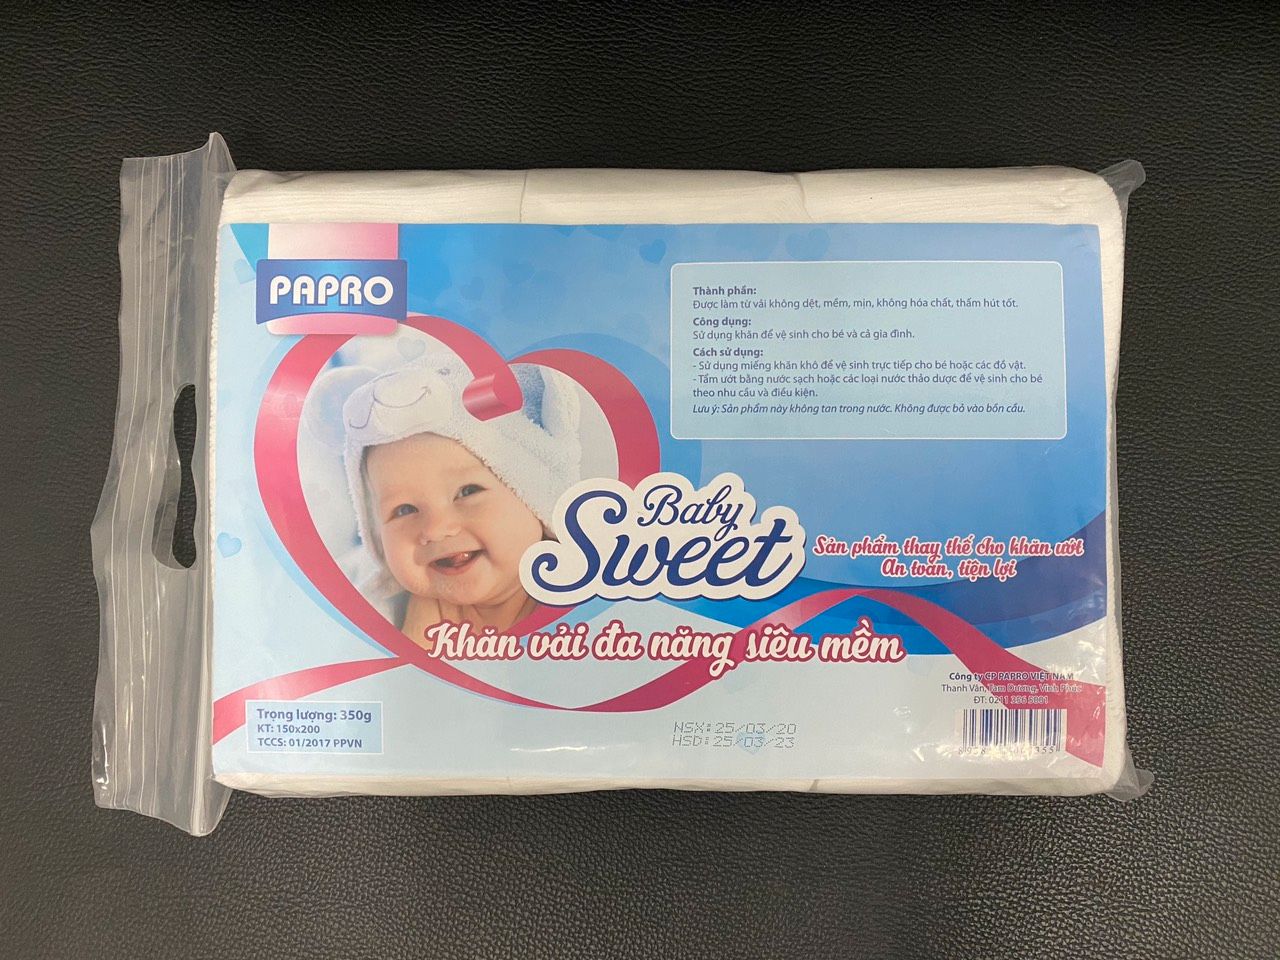 PAPRO
Thành phần:
Được làm từ vải không dệt, mềm, mịn, không hóa chất, thấm hút tốt.
Công dụng:
Sử dụng khăn để vệ sinh cho bé và cả gia đình.
Cách sử dụng:
- Sử dụng miếng khăn khô để vệ sinh trực tiếp cho bé hoặc các đồ vật.
- Tẩm ướt bằng nước sạch hoặc các loại nước thảo dược để vệ sinh cho bé
theo nhu cầu và điều kiện.
Lưu ý: Sản phẩm này không tan trong nước. Không được bỏ vào bồn cầu.
Baby
Sweet
Sản phẩm thay thế cho khăn ướt
An toàn, tiện lợi
Khăn vải đa năng siêu mềm
Công ty CP PAPRO VIỆT NAM
Thanh Vân, Tam Dương, Vĩnh Phúc
ĐT: 0211 356 6881
Trọng lượng: 350g
KT: 150x200
TCCS: 01/2017 PPVN
NSX: 25/03/20
HSD: 25/03/23